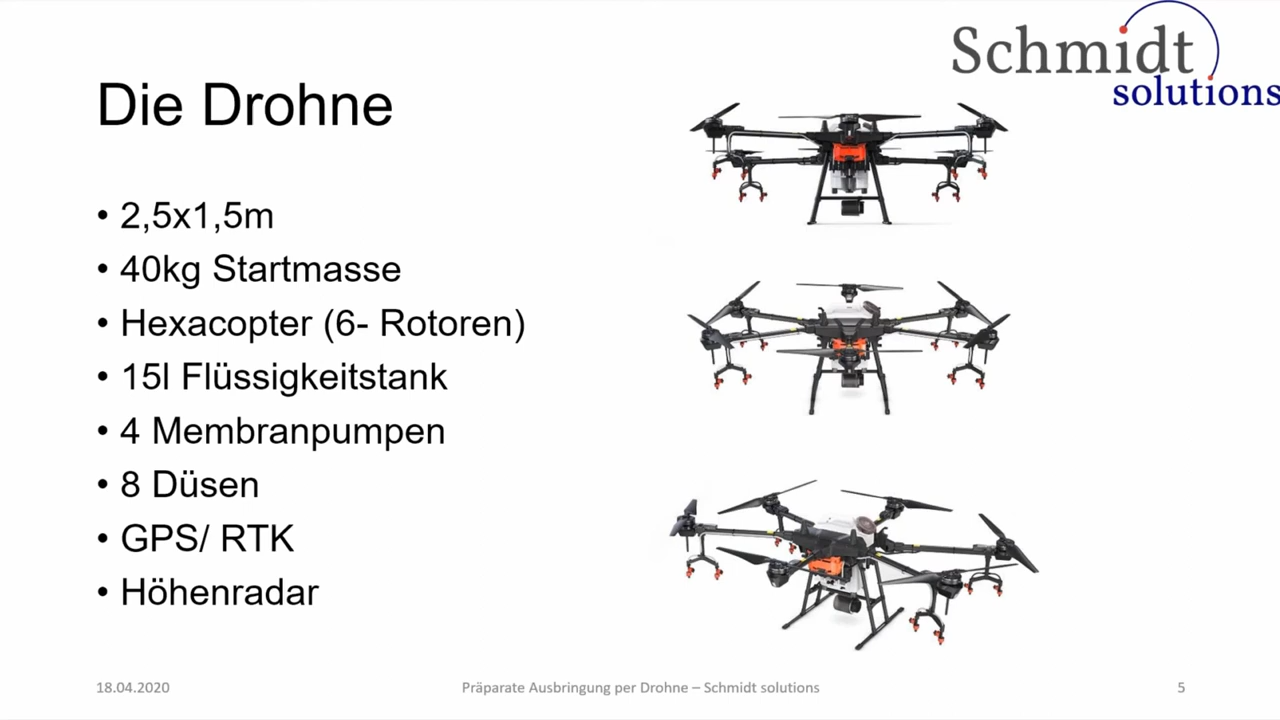 Schmidt
solutions
Die Drohne
• 2,5x1,5m
• 40kg Startmasse
• Hexacopter (6- Rotoren)
• 15l Flüssigkeitstank
• 4 Membranpumpen
• 8 Düsen
• GPS/ RTK
• Höhenradar
18.04.2020
Präparate Ausbringung per Drohne – Schmidt solutions
5